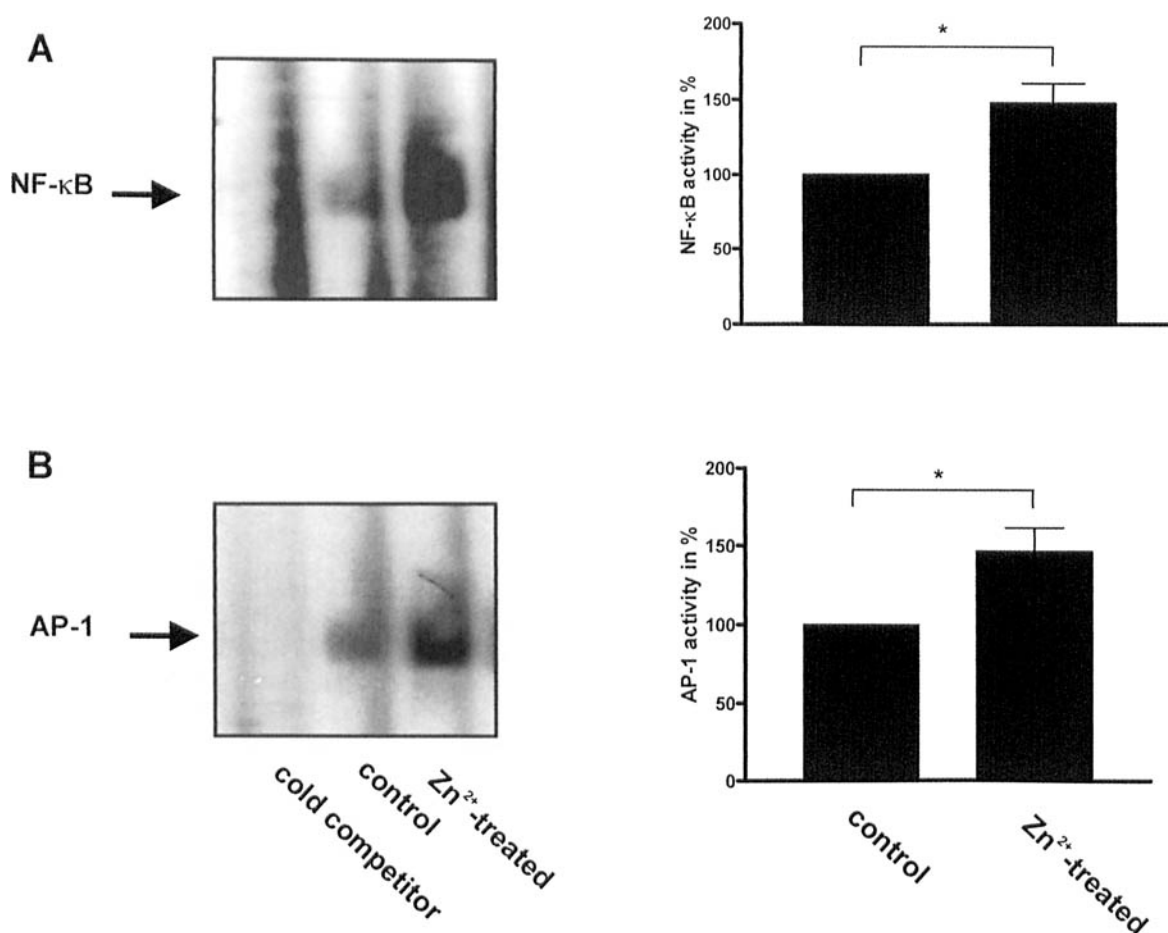 A
NF-κB
NF-κB activity in %
200
150
100
50
0
*
B
AP-1
cold competitor
control
Zn²⁺-treated
AP-1 activity in %
200
150
100
50
0
*
control
Zn²⁺-treated